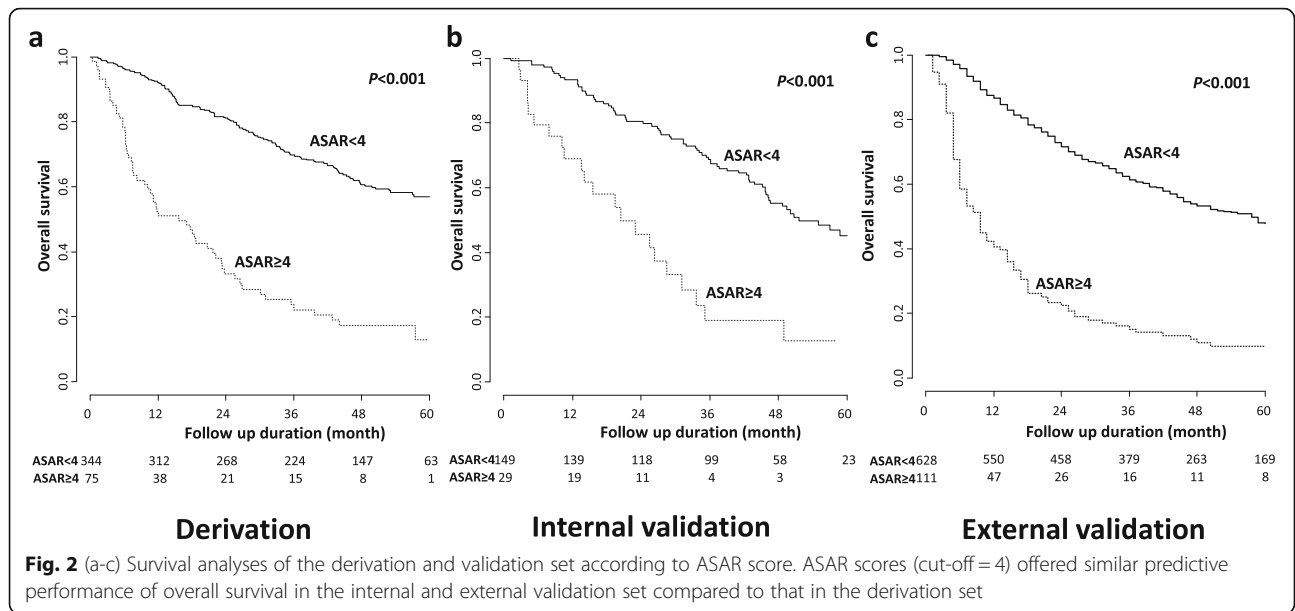 a
1.0
0.8
0.6
0.4
0.2
0.0
Overall survival
P<0.001
ASAR<4
ASAR≥4
0 12 24 36 48 60
Follow up duration (month)
ASAR<4 344 312 268 224 147 63
ASAR≥4 75 38 21 15 8 1
Derivation
b
1.0
0.8
0.6
0.4
0.2
0.0
Overall survival
P<0.001
ASAR<4
ASAR≥4
0 12 24 36 48 60
Follow up duration (month)
ASAR<4 149 139 118 99 58 23
ASAR≥4 29 19 11 4 3
Internal validation
c
1.0
0.8
0.6
0.4
0.2
0.0
Overall survival
P<0.001
ASAR<4
ASAR≥4
0 12 24 36 48 60
Follow up duration (month)
ASAR<4 628 550 458 379 263 169
ASAR≥4 111 47 26 16 11 8
External validation
Fig. 2 (a-c) Survival analyses of the derivation and validation set according to ASAR score. ASAR scores (cut-off = 4) offered similar predictive
performance of overall survival in the internal and external validation set compared to that in the derivation set